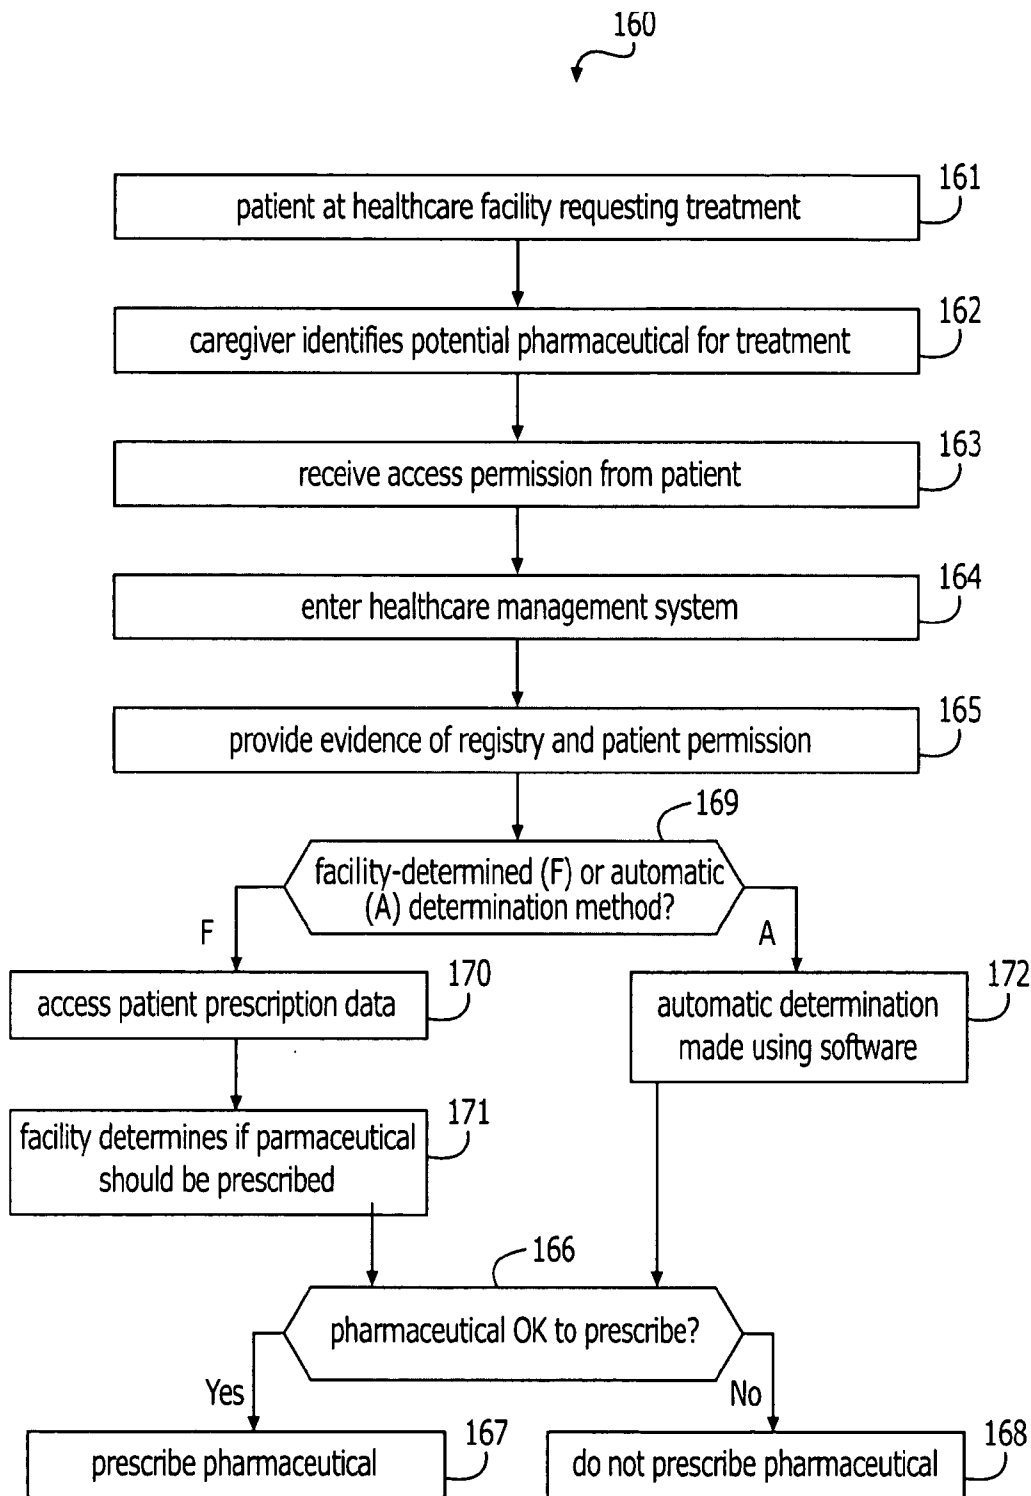 160
161
patient at healthcare facility requesting treatment
162
caregiver identifies potential pharmaceutical for treatment
163
receive access permission from patient
164
enter healthcare management system
165
provide evidence of registry and patient permission
169
facility-determined (F) or automatic
(A) determination method?
F
A
170
access patient prescription data
172
automatic determination
made using software
171
facility determines if parmaceutical
should be prescribed
166
pharmaceutical OK to prescribe?
Yes
No
167
prescribe pharmaceutical
168
do not prescribe pharmaceutical